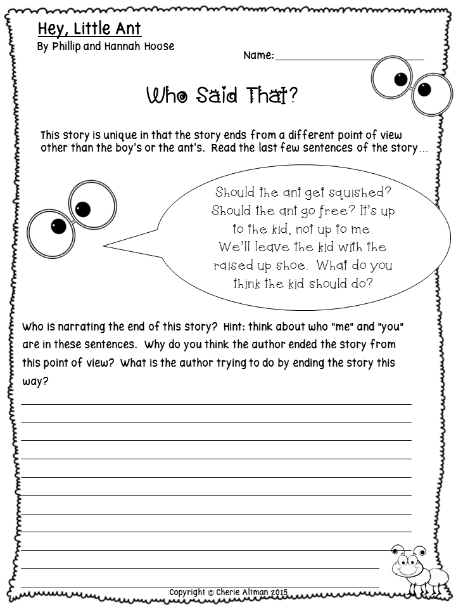 Hey, Little Ant
By Phillip and Hannah Hoose
Name:
Who Said That?
This story is unique in that the story ends from a different point of view
other than the boy's or the ant's. Read the last few sentences of the story...
Should the ant get squished?
Should the ant go free? It's up
to the kid, not up to me.
We'll leave the kid with the
raised up shoe. What do you
think the kid should do?
Who is narrating the end of this story? Hint: think about who "me" and "you"
are in these sentences. Why do you think the author ended the story from
this point of view? What is the author trying to do by ending the story this
way?
Copyright © Cherie Altman 2015